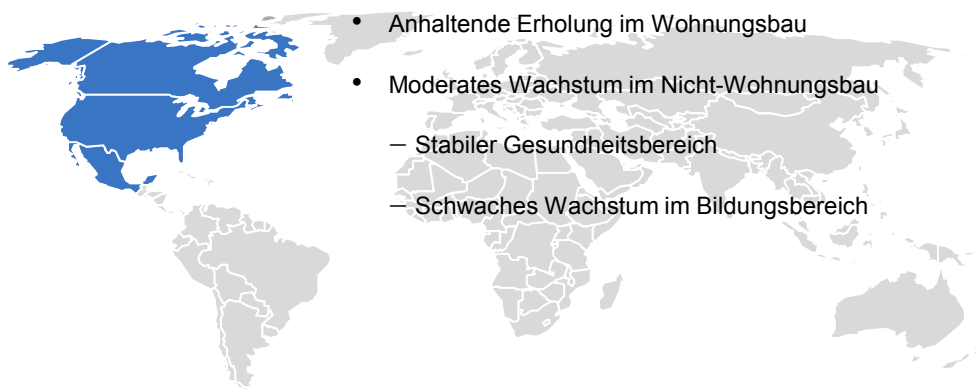 • Anhaltende Erholung im Wohnungsbau
• Moderates Wachstum im Nicht-Wohnungsbau
– Stabiler Gesundheitsbereich
– Schwaches Wachstum im Bildungsbereich